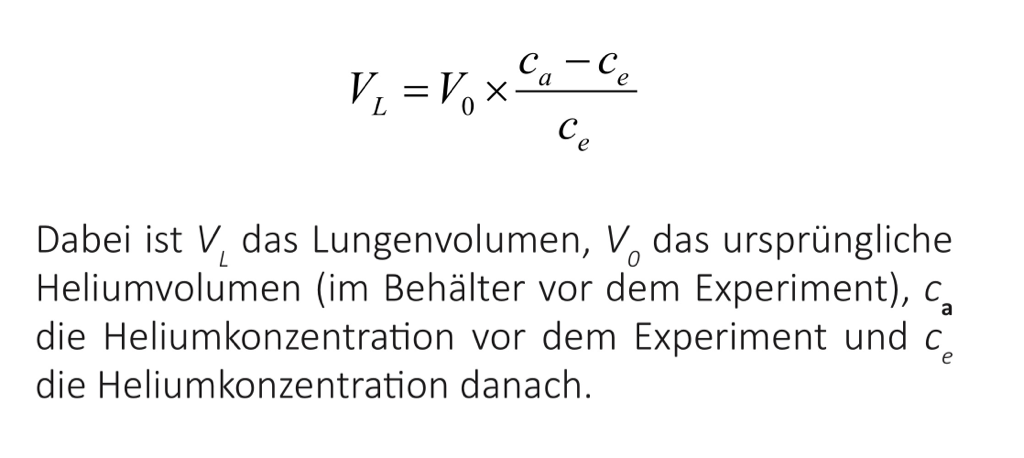 V_L = V_0 × (c_a − c_e) / c_e
Dabei ist V_L das Lungenvolumen, V_0 das ursprüngliche
Heliumvolumen (im Behälter vor dem Experiment), c_a
die Heliumkonzentration vor dem Experiment und c_e
die Heliumkonzentration danach.